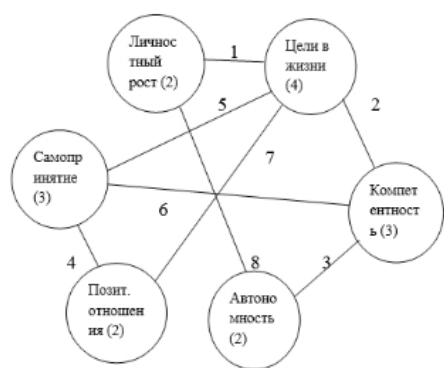 Личнос
тный
рост (2)
1
Цели в
жизни
(4)
5
2
7
Самопр
инятие
(3)
6
Компет
ентност
ь (3)
4
8
3
Позит.
отношен
ия (2)
Автоно
мность
(2)